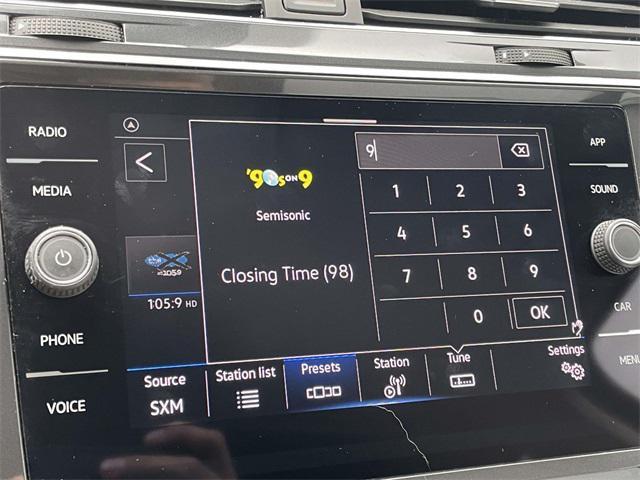 RADIO
MEDIA
PHONE
VOICE
105.9
105:9 HD
'90s ON 9
Semisonic
Closing Time (98)
9
1 2 3
4 5 6
7 8 9
0 OK
Source
SXM
Station list
Presets
Station
Tune
Settings
APP
SOUND
CAR
MENU